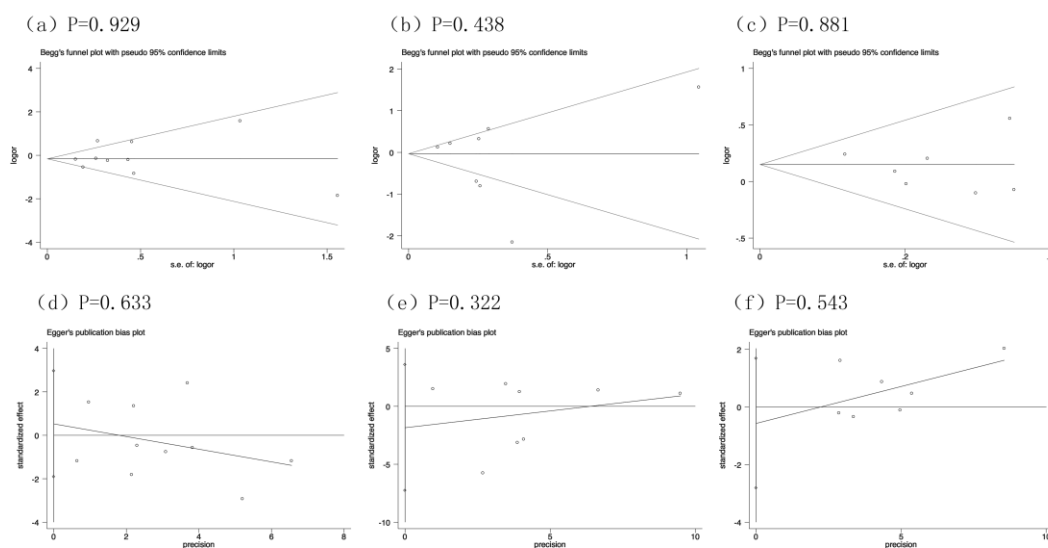 (a) P=0.929
(b) P=0.438
(c) P=0.881
Begg's funnel plot with pseudo 95% confidence limits
Begg's funnel plot with pseudo 95% confidence limits
Begg's funnel plot with pseudo 95% confidence limits
logor
4
2
0
-2
-4
0
.5
1
1.5
s.e. of: logor
logor
2
1
0
-1
-2
0
.5
1
s.e. of: logor
logor
1
.5
0
-.5
0
.2
s.e. of: logor
(d) P=0.633
(e) P=0.322
(f) P=0.543
Egger's publication bias plot
Egger's publication bias plot
Egger's publication bias plot
standardized effect
4
2
0
-2
-4
0
2
4
6
8
precision
standardized effect
5
0
-5
-10
0
5
10
precision
standardized effect
2
0
-2
-4
0
5
10
precision